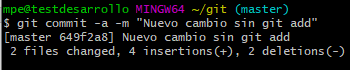 mpe@testdesarrollo MINGW64 ~/git (master)
$ git commit -a -m "Nuevo cambio sin git add"
[master 649f2a8] Nuevo cambio sin git add
 2 files changed, 4 insertions(+), 2 deletions(-)